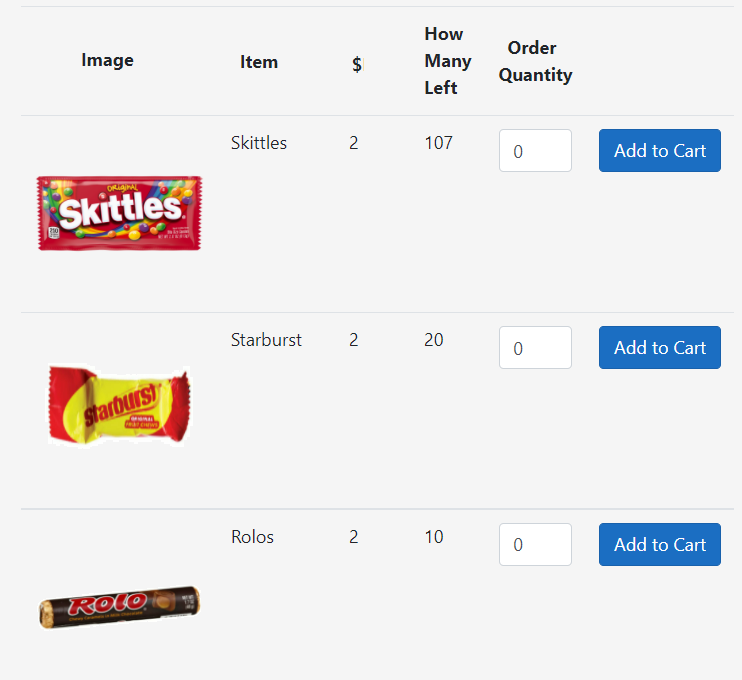 Image Item $ How Many Left Order Quantity
Skittles 2 107 0 Add to Cart
ORIGINAL
Skittles
250
Starburst 2 20 0 Add to Cart
Starburst
ORIGINAL
FRUIT CHEWS
Rolos 2 10 0 Add to Cart
ROLO